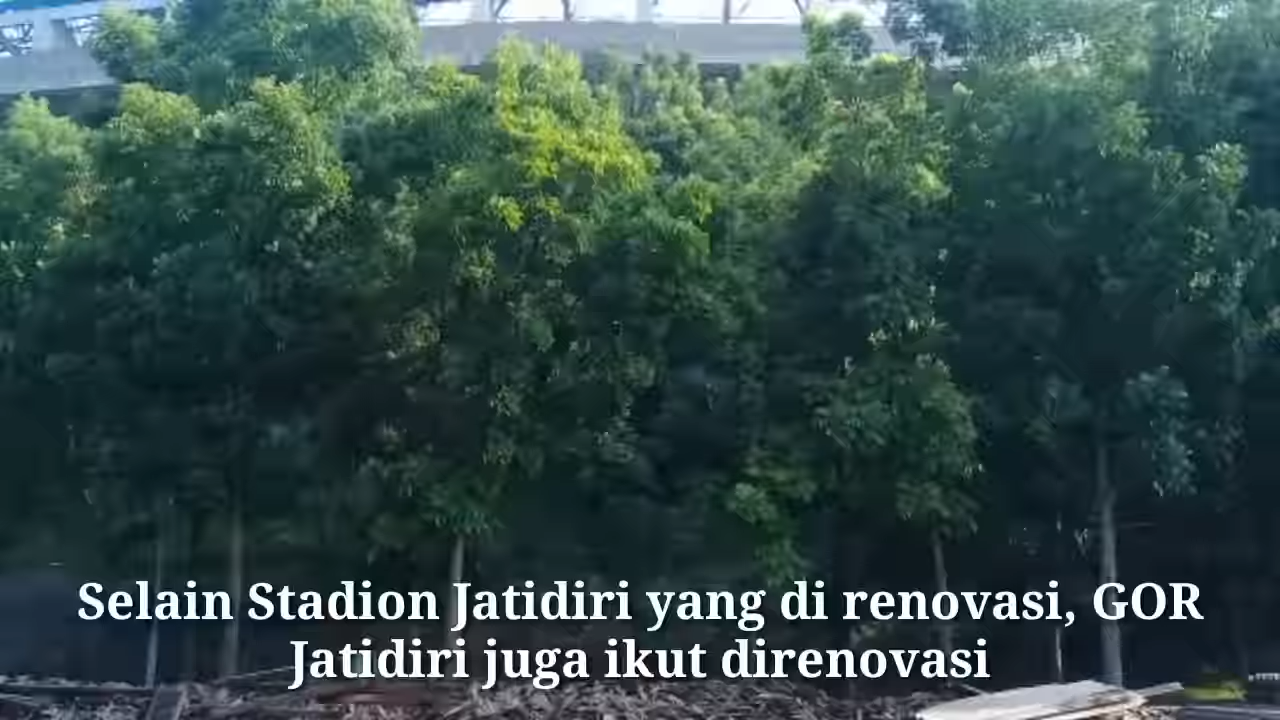 Selain Stadion Jatidiri yang di renovasi, GOR
Jatidiri juga ikut direnovasi